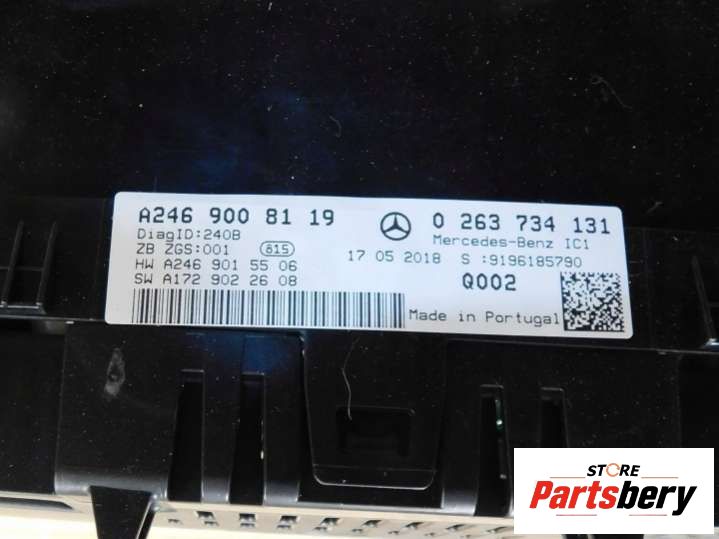 A246 900 81 19
DiagID:240B
ZB ZGS:001 815
HW A246 901 55 06
SW A172 902 26 08
17 05 2018
0 263 734 131
Mercedes-Benz IC1
S :9196185790
Q002
Made in Portugal
STORE
Partsbery